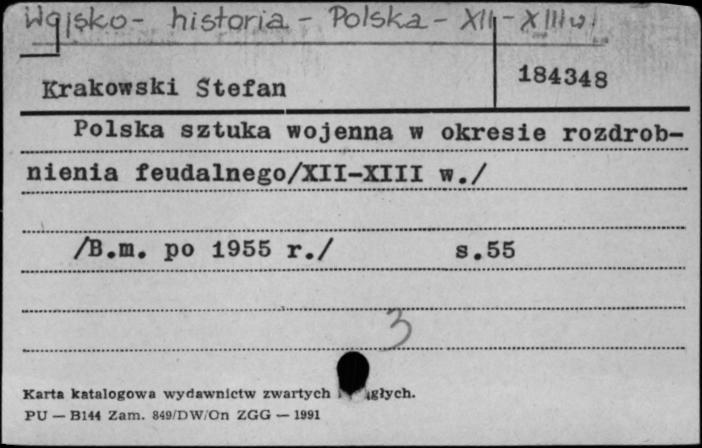 Wojsko - historia - Polska - XII - XIII w.
Krakowski Stefan
184348
Polska sztuka wojenna w okresie rozdrob-
nienia feudalnego/XII-XIII w./
/B.m. po 1955 r./ s.55
3
Karta katalogowa wydawnictw zwartych
PU — B144 Zam. 849/DW/On ZGG — 1991